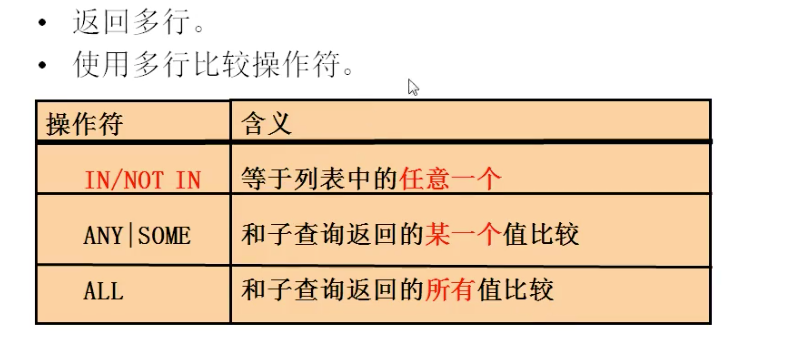 • 返回多行。
• 使用多行比较操作符。
操作符 含义
IN/NOT IN 等于列表中的任意一个
ANY|SOME 和子查询返回的某一个值比较
ALL 和子查询返回的所有值比较